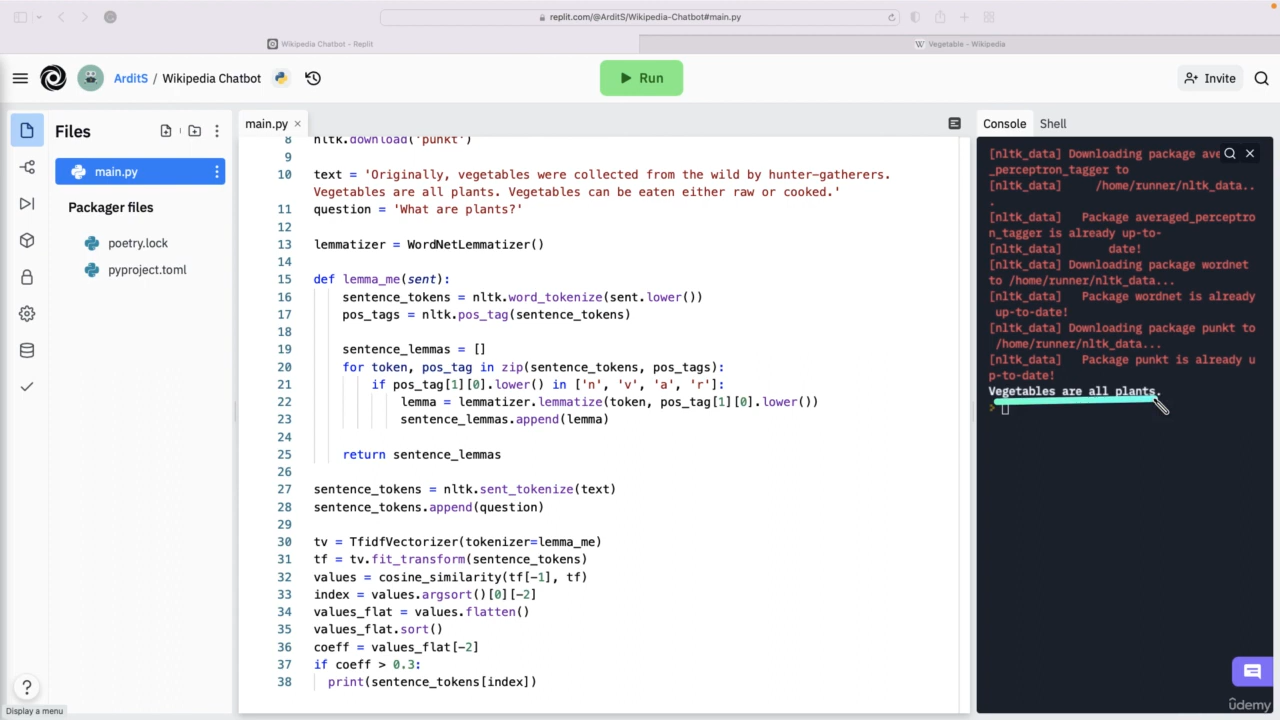 replit.com/@ArditS/Wikipedia-Chatbot#main.py
Wikipedia Chatbot - Replit
W Vegetable – Wikipedia
ArditS / Wikipedia Chatbot
Run
Invite
Files
main.py
Packager files
poetry.lock
pyproject.toml
main.py ×
8 nltk.download('punkt')
9
10 text = 'Originally, vegetables were collected from the wild by hunter-gatherers.
Vegetables are all plants. Vegetables can be eaten either raw or cooked.'
11 question = 'What are plants?'
12
13 lemmatizer = WordNetLemmatizer()
14
15 def lemma_me(sent):
16 sentence_tokens = nltk.word_tokenize(sent.lower())
17 pos_tags = nltk.pos_tag(sentence_tokens)
18
19 sentence_lemmas = []
20 for token, pos_tag in zip(sentence_tokens, pos_tags):
21 if pos_tag[1][0].lower() in ['n', 'v', 'a', 'r']:
22 lemma = lemmatizer.lemmatize(token, pos_tag[1][0].lower())
23 sentence_lemmas.append(lemma)
24
25 return sentence_lemmas
26
27 sentence_tokens = nltk.sent_tokenize(text)
28 sentence_tokens.append(question)
29
30 tv = TfidfVectorizer(tokenizer=lemma_me)
31 tf = tv.fit_transform(sentence_tokens)
32 values = cosine_similarity(tf[-1], tf)
33 index = values.argsort()[0][-2]
34 values_flat = values.flatten()
35 values_flat.sort()
36 coeff = values_flat[-2]
37 if coeff > 0.3:
38 print(sentence_tokens[index])
Console
Shell
[nltk_data] Downloading package ave
_perceptron_tagger to
[nltk_data] /home/runner/nltk_data..
.
[nltk_data] Package averaged_perceptro
n_tagger is already up-to-
[nltk_data] date!
[nltk_data] Downloading package wordnet
to /home/runner/nltk_data...
[nltk_data] Package wordnet is already
up-to-date!
[nltk_data] Downloading package punkt to
/home/runner/nltk_data...
[nltk_data] Package punkt is already u
p-to-date!
Vegetables are all plants.
>
?
Display a menu
ûdemy